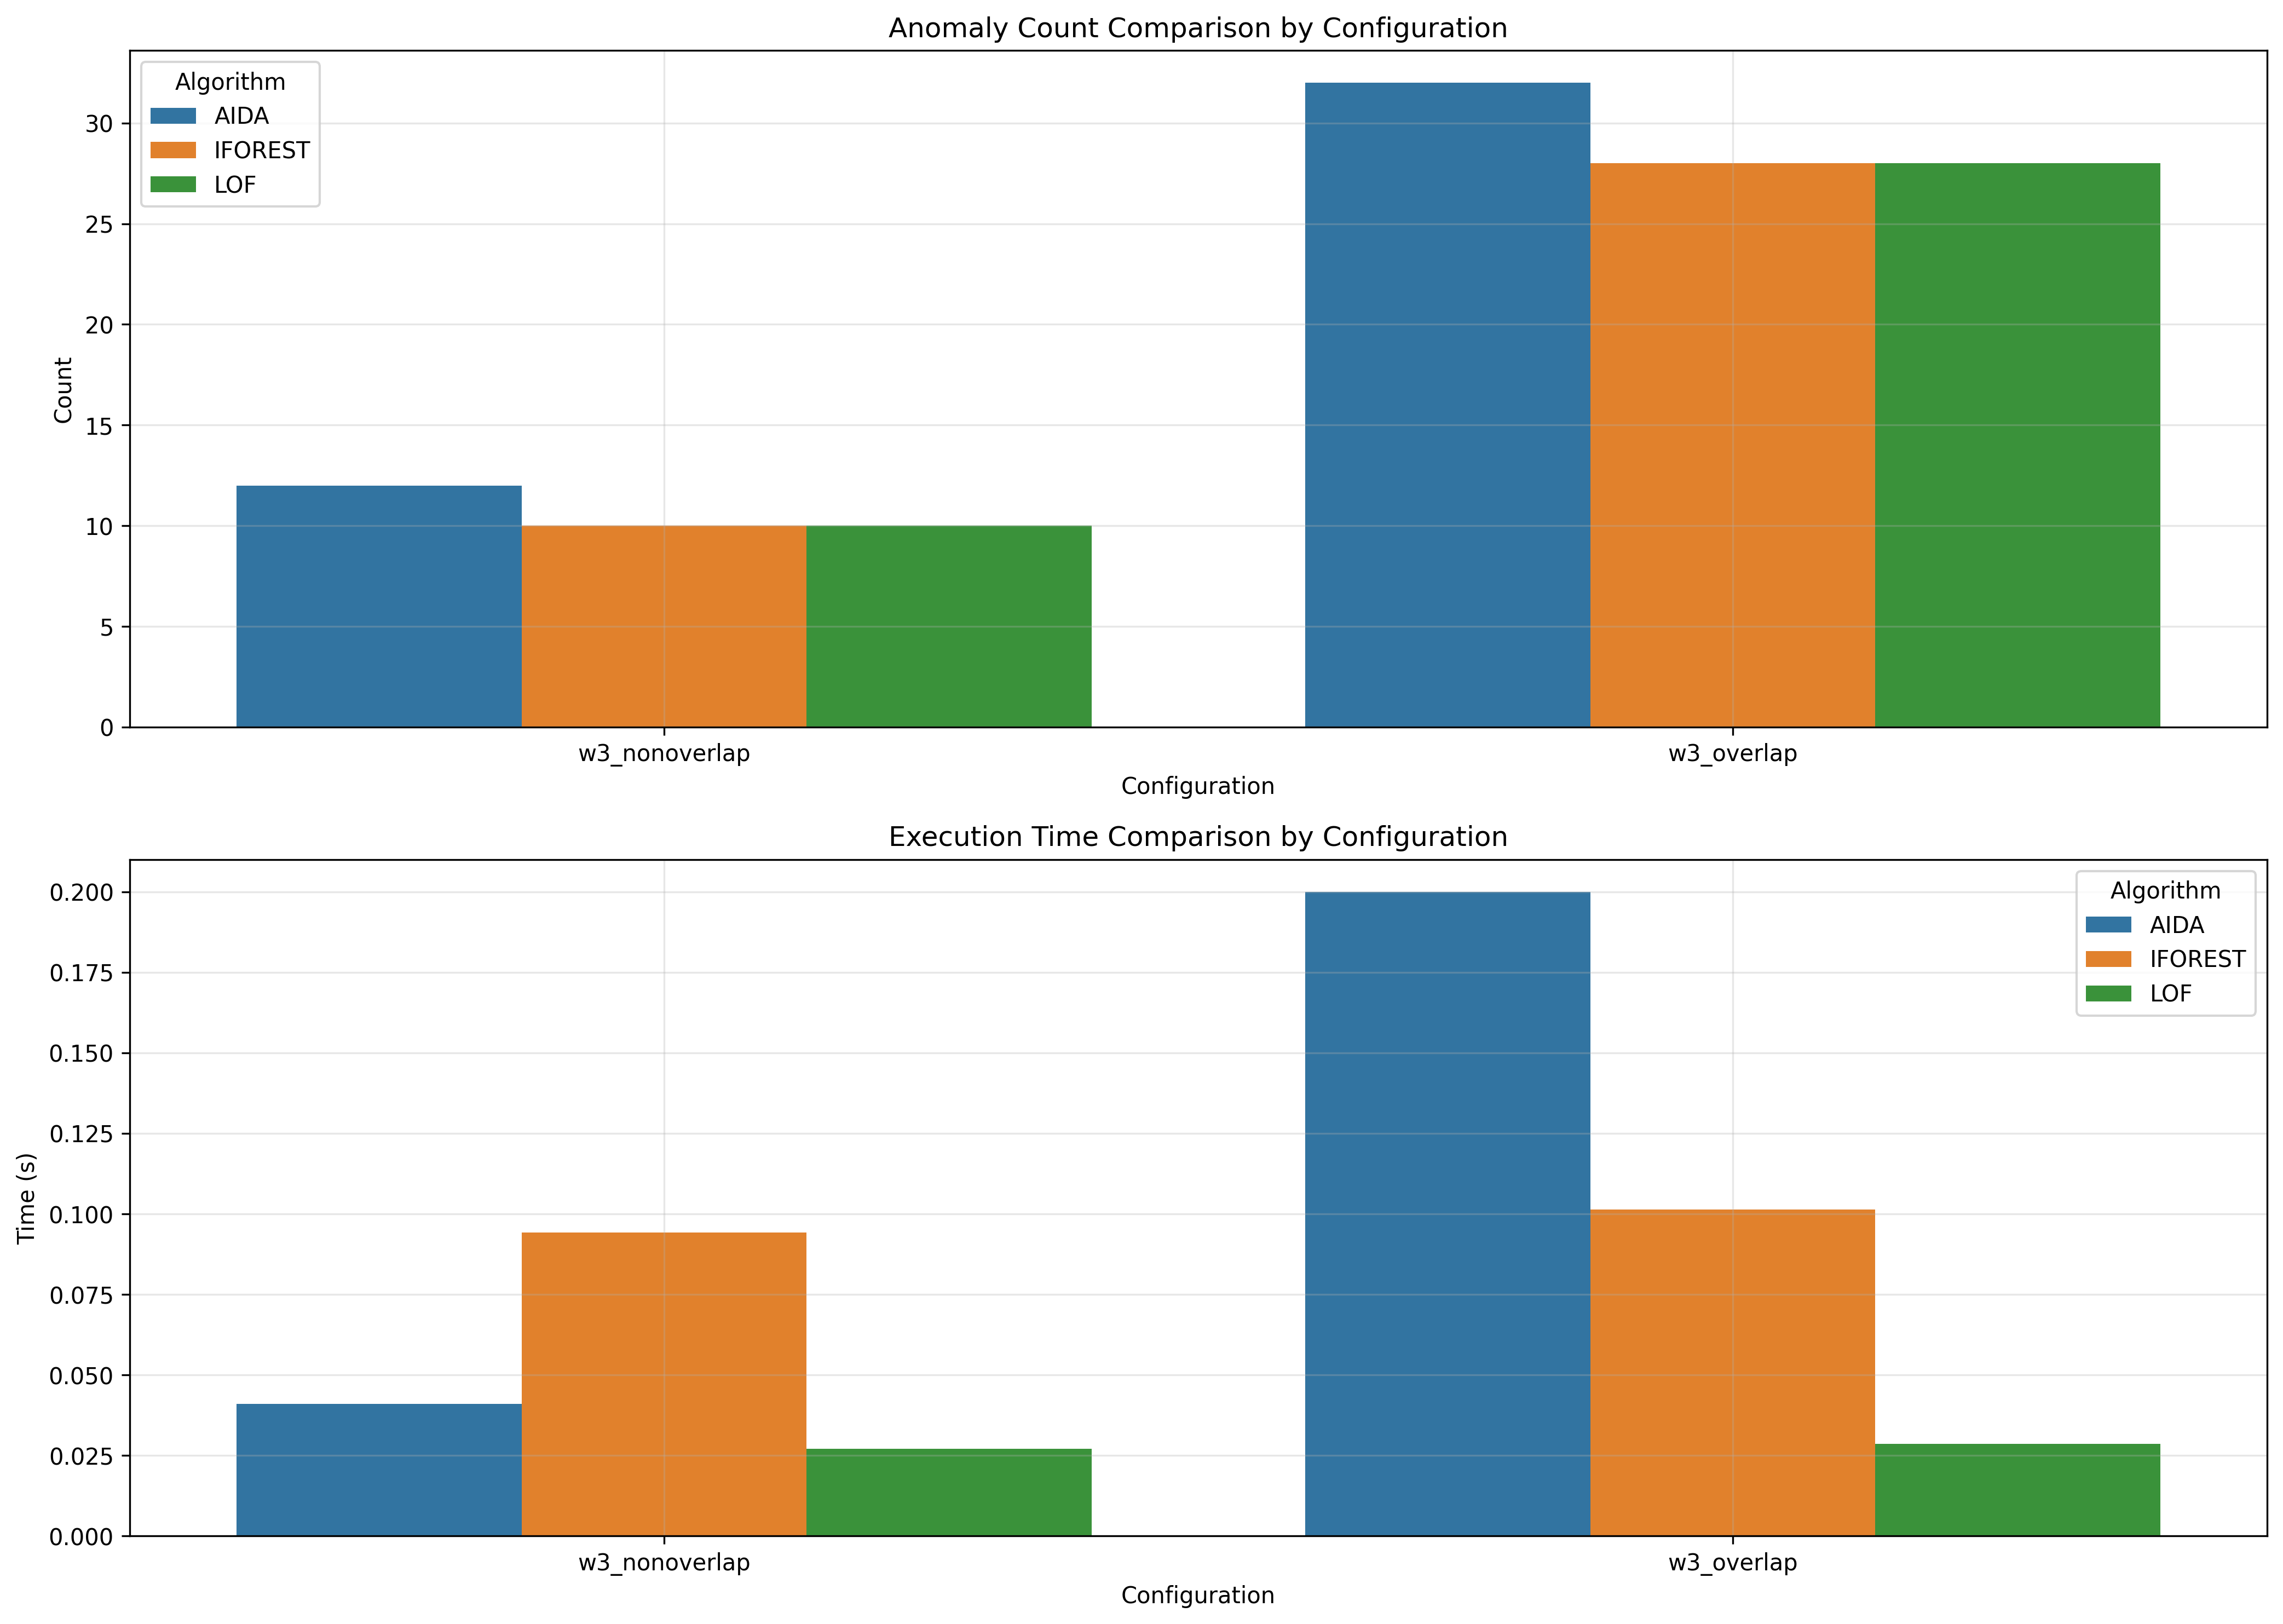 Anomaly Count Comparison by Configuration
Algorithm
AIDA
IFOREST
LOF
Count
30
25
20
15
10
5
0
w3_nonoverlap
w3_overlap
Configuration
Execution Time Comparison by Configuration
Algorithm
AIDA
IFOREST
LOF
Time (s)
0.200
0.175
0.150
0.125
0.100
0.075
0.050
0.025
0.000
w3_nonoverlap
w3_overlap
Configuration